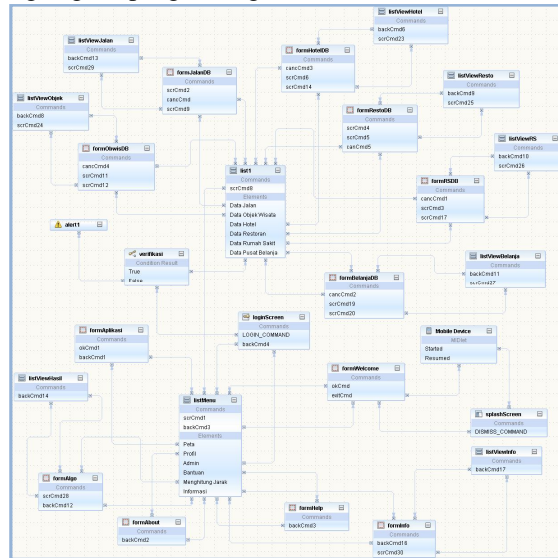 listViewHotel
Commands
backCmd6
scrCmd23
listViewJalan
Commands
backCmd13
scrCmd29
formHotelDB
Commands
cancCmd3
scrCmd6
scrCmd14
formJalanDB
Commands
scrCmd2
cancCmd
scrCmd9
listViewResto
Commands
backCmd9
scrCmd25
listViewObjek
Commands
backCmd8
scrCmd24
formRestoDB
Commands
scrCmd4
scrCmd5
canCmd5
formObwisDB
Commands
cancCmd4
scrCmd11
scrCmd12
listViewRS
Commands
backCmd10
scrCmd26
list1
Commands
scrCmd8
Elements
Data Jalan
Data Objek Wisata
Data Hotel
Data Restoran
Data Rumah Sakit
Data Pusat Belanja
formRSDB
Commands
cancCmd1
scrCmd3
scrCmd17
alert1
verifikasi
Condition Result
True
False
listViewBelanja
Commands
backCmd11
scrCmd27
formBelanjaDB
Commands
cancCmd2
scrCmd19
scrCmd20
loginScreen
Commands
LOGIN_COMMAND
backCmd4
formAplikasi
Commands
okCmd1
backCmd1
Mobile Device
MIDlet
Started
Resumed
formWelcome
Commands
okCmd
exitCmd
listViewHasil
Commands
backCmd14
listMenu
Commands
scrCmd1
backCmd3
Elements
Peta
Profil
Admin
Bantuan
Menghitung Jarak
Informasi
splashScreen
Commands
DISMISS_COMMAND
listViewInfo
Commands
backCmd17
formAlgo
Commands
scrCmd28
backCmd12
formHelp
Commands
backCmd3
formAbout
Commands
backCmd2
formInfo
Commands
backCmd16
scrCmd30